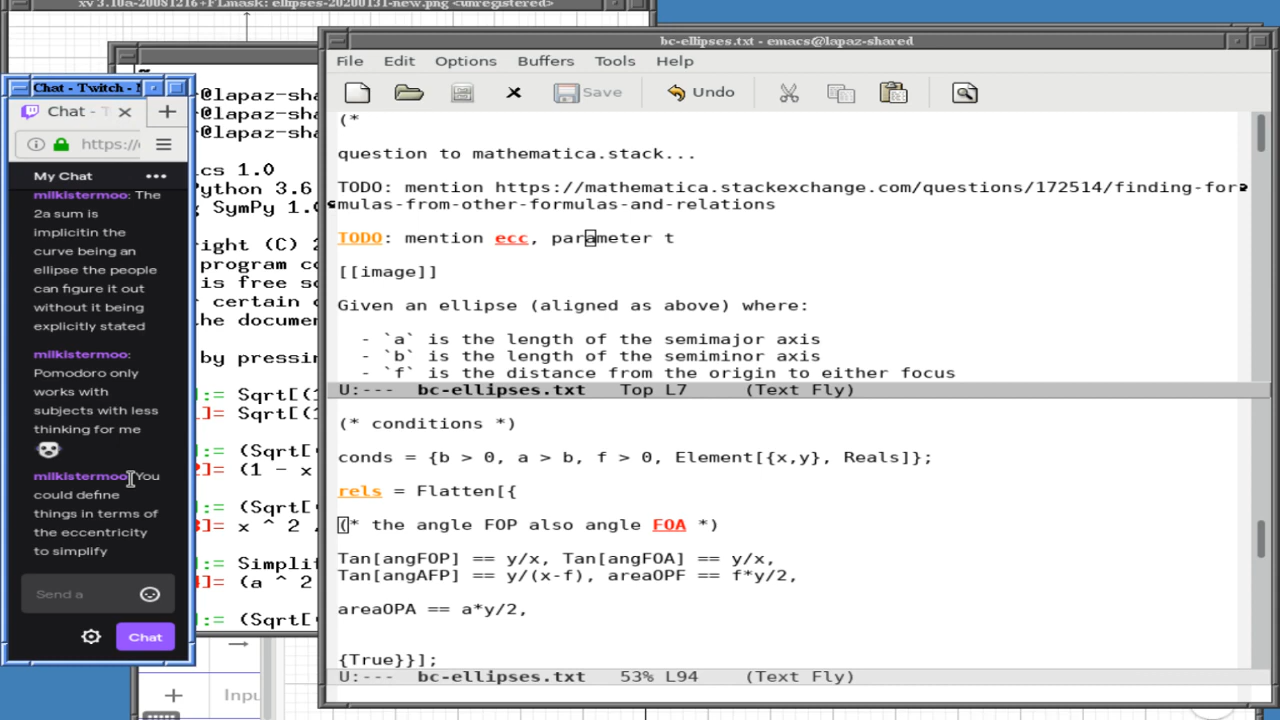 xv 3.10a-20081216+FLmask: ellipses-20200131-new.png <unregistered>
bc-ellipses.txt - emacs@lapaz-shared
File Edit Options Buffers Tools Help
Save Undo
(*
question to mathematica.stack...
TODO: mention https://mathematica.stackexchange.com/questions/172514/finding-for
mulas-from-other-formulas-and-relations
TODO: mention ecc, parameter t
[[image]]
Given an ellipse (aligned as above) where:
- `a` is the length of the semimajor axis
- `b` is the length of the semiminor axis
- `f` is the distance from the origin to either focus
U:--- bc-ellipses.txt Top L7 (Text Fly)
(* conditions *)
conds = {b > 0, a > b, f > 0, Element[{x,y}, Reals]};
rels = Flatten[{
(* the angle FOP also angle FOA *)
Tan[angFOP] == y/x, Tan[angFOA] == y/x,
Tan[angAFP] == y/(x-f), areaOPF == f*y/2,
areaOPA == a*y/2,
{True}}];
U:--- bc-ellipses.txt 53% L94 (Text Fly)
Chat - Twitch -
Chat - T
https://
My Chat
milkistermoo: The
2a sum is
implicitin the
curve being an
ellipse the people
can figure it out
without it being
explicitly stated
milkistermoo:
Pomodoro only
works with
subjects with less
thinking for me
milkistermoo: You
could define
things in terms of
the eccentricity
to simplify
Send a
Chat
@lapaz-sha
@lapaz-sha
@lapaz-sha
ics 1.0
Python 3.6
g SymPy 1.
right (C) 2
program co
is free so
certain
he documen
by pressin
:= Sqrt[(1
]= Sqrt[(1
:= (Sqrt[
]= (1 - x
:= (Sqrt[
]= x ^ 2
:= Simplif
]= (a ^ 2
:= (Sqrt[
Inpu